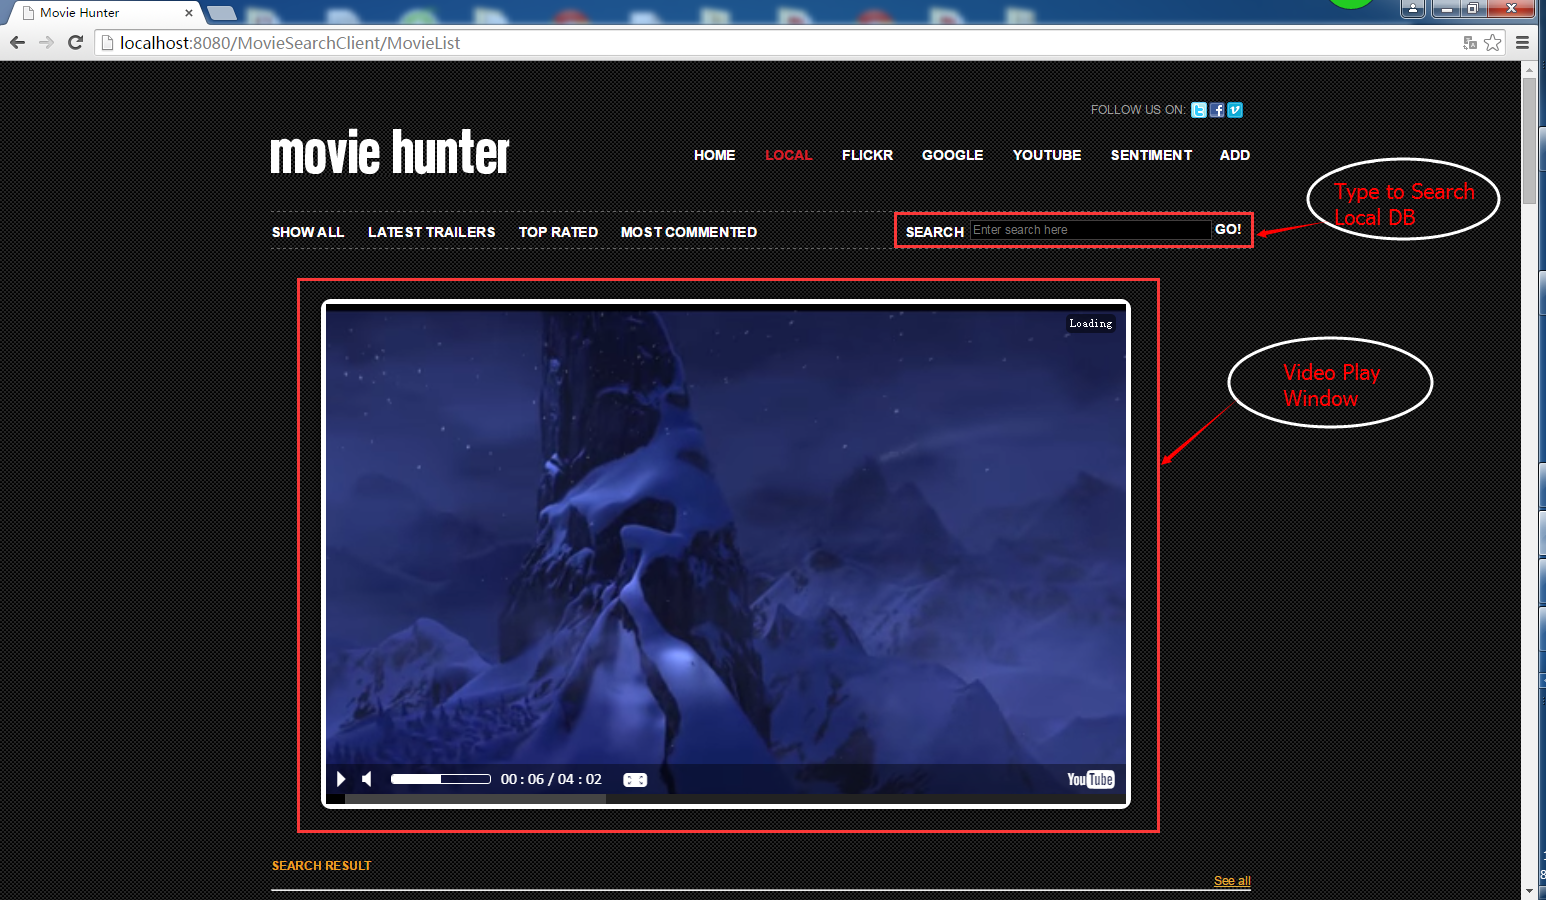 Movie Hunter
localhost:8080/MovieSearchClient/MovieList
FOLLOW US ON:
movie hunter
HOME LOCAL FLICKR GOOGLE YOUTUBE SENTIMENT ADD
Type to Search
Local DB
SHOW ALL LATEST TRAILERS TOP RATED MOST COMMENTED
SEARCH Enter search here GO!
Loading
Video Play
Window
00 : 06 / 04 : 02
YouTube
SEARCH RESULT
See all